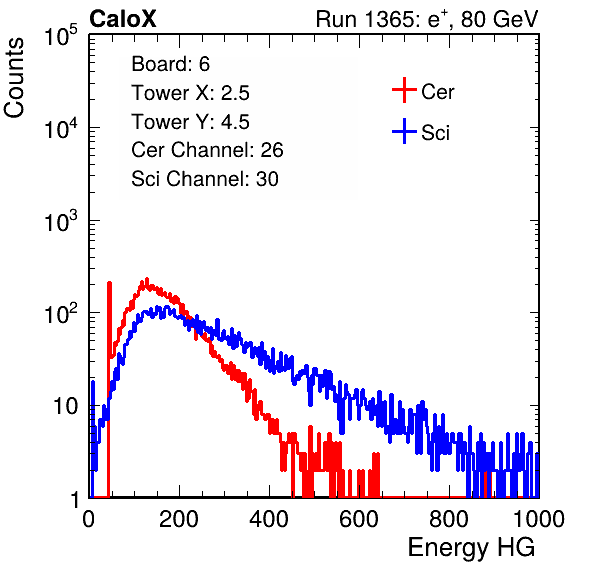 CaloX Run 1365: e⁺, 80 GeV
Counts
Board: 6
Tower X: 2.5
Tower Y: 4.5
Cer Channel: 26
Sci Channel: 30
Cer
Sci
10⁵
10⁴
10³
10²
10
1
0 200 400 600 800 1000
Energy HG